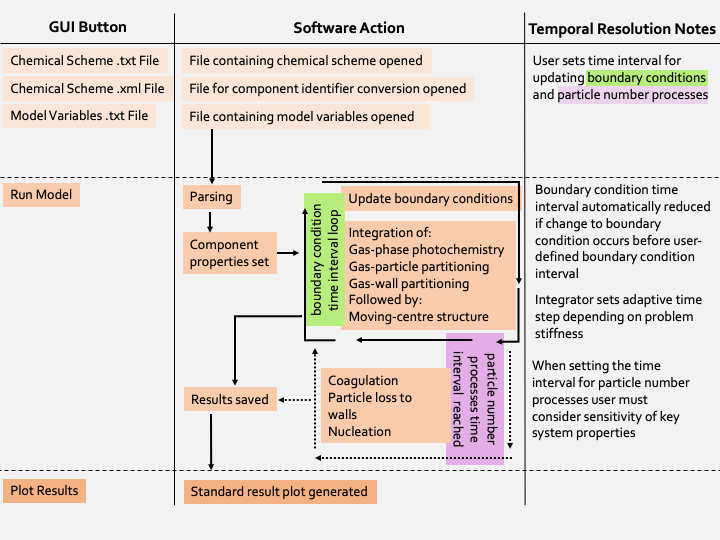 GUI Button
Software Action
Temporal Resolution Notes
Chemical Scheme .txt File
Chemical Scheme .xml File
Model Variables .txt File
File containing chemical scheme opened
File for component identifier conversion opened
File containing model variables opened
User sets time interval for
updating boundary conditions
and particle number processes
Run Model
Parsing
Component
properties set
boundary condition
time interval loop
Update boundary conditions
Integration of:
Gas-phase photochemistry
Gas-particle partitioning
Gas-wall partitioning
Followed by:
Moving-centre structure
Boundary condition time
interval automatically reduced
if change to boundary
condition occurs before user-
defined boundary condition
interval
Integrator sets adaptive time
step depending on problem
stiffness
Results saved
Coagulation
Particle loss to
walls
Nucleation
particle number
processes time
interval reached
When setting the time
interval for particle number
processes user must
consider sensitivity of key
system properties
Plot Results
Standard result plot generated